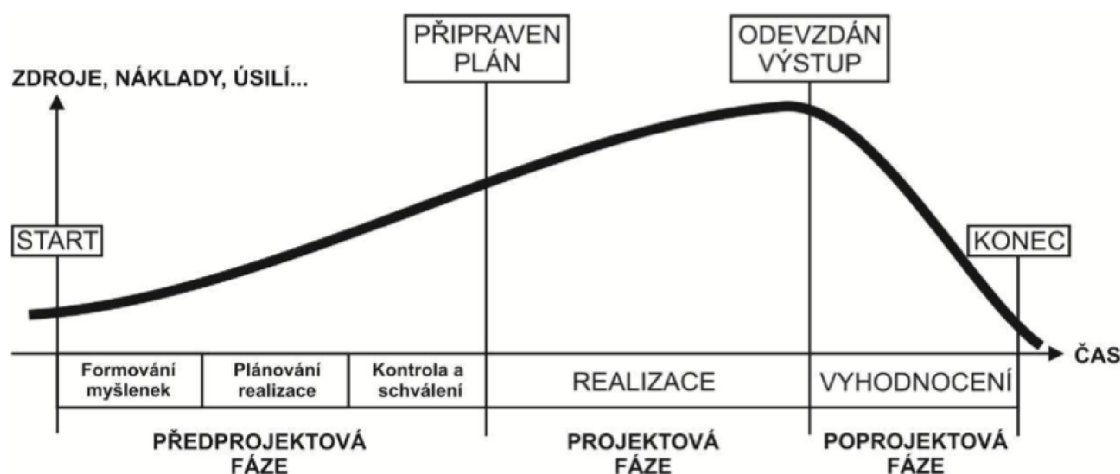 PŘIPRAVEN
PLÁN
ODEVZDÁN
VÝSTUP
ZDROJE, NÁKLADY, ÚSILÍ...
START
KONEC
ČAS
Formování
myšlenek
Plánování
realizace
Kontrola a
schválení
REALIZACE
VYHODNOCENÍ
PŘEDPROJEKTOVÁ
FÁZE
PROJEKTOVÁ
FÁZE
POPROJEKTOVÁ
FÁZE